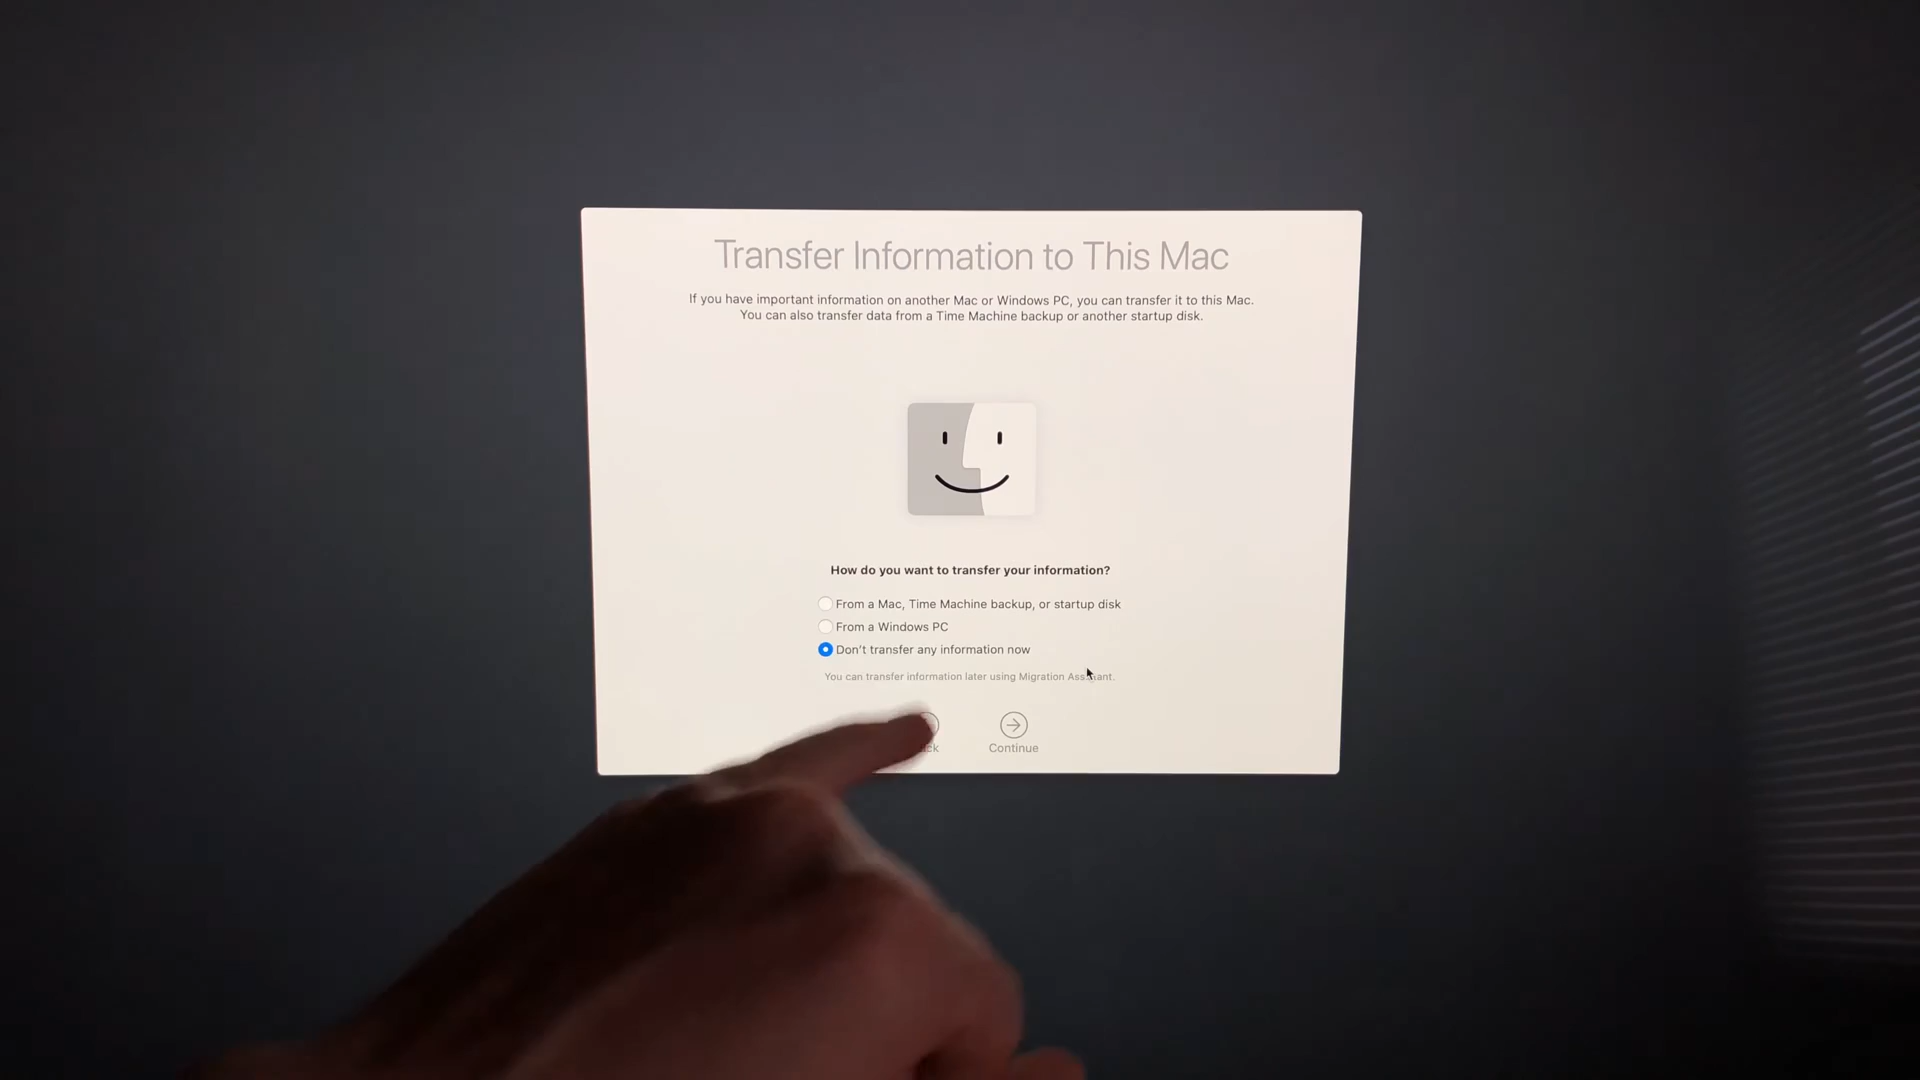 Transfer Information to This Mac
If you have important information on another Mac or Windows PC, you can transfer it to this Mac.
You can also transfer data from a Time Machine backup or another startup disk.
How do you want to transfer your information?
From a Mac, Time Machine backup, or startup disk
From a Windows PC
Don't transfer any information now
You can transfer information later using Migration Assistant.
Continue